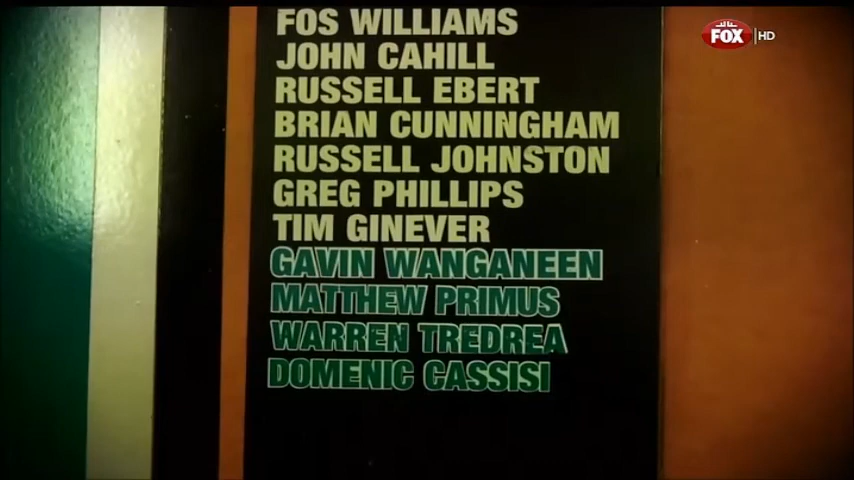 FOS WILLIAMS
FOX HD
JOHN CAHILL
RUSSELL EBERT
BRIAN CUNNINGHAM
RUSSELL JOHNSTON
GREG PHILLIPS
TIM GINEVER
GAVIN WANGANEEN
MATTHEW PRIMUS
WARREN TREDREA
DOMENIC CASSISI